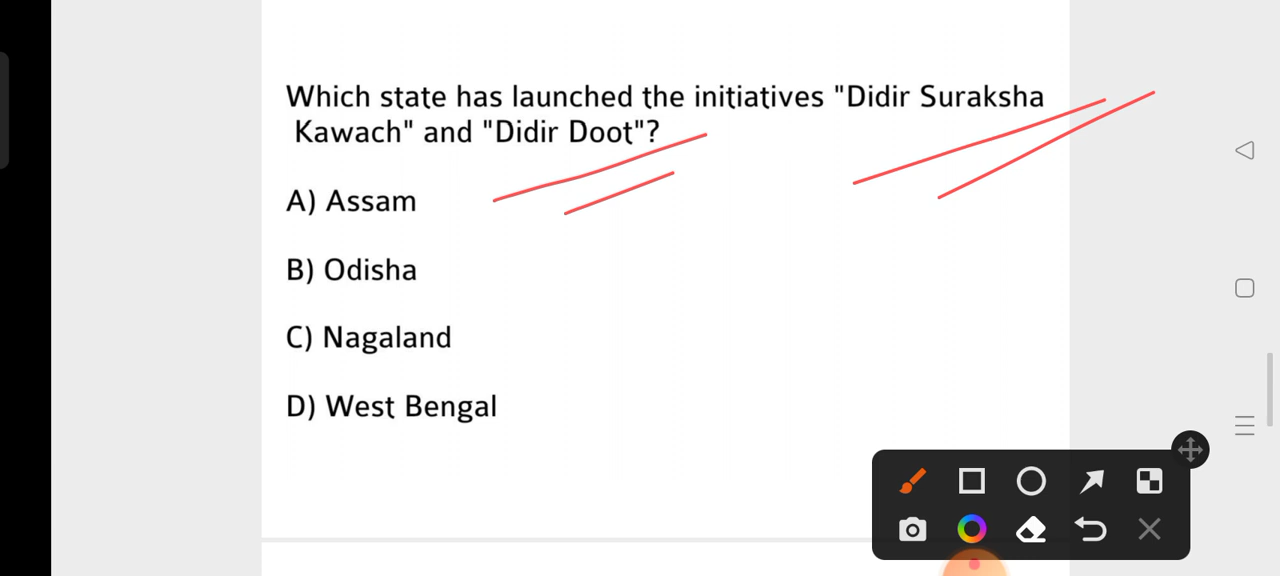 Which state has launched the initiatives "Didir Suraksha
Kawach" and "Didir Doot"?
A) Assam
B) Odisha
C) Nagaland
D) West Bengal